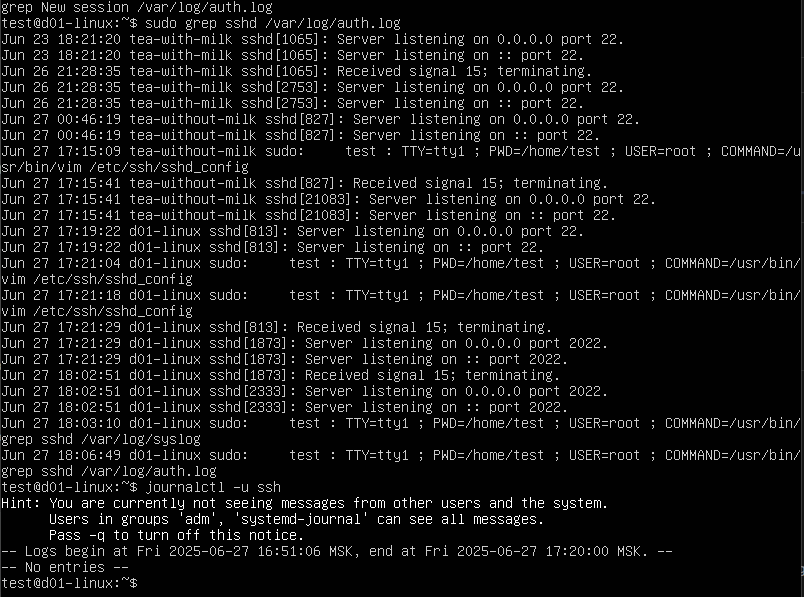 grep New session /var/log/auth.log
test@d01-linux:~$ sudo grep sshd /var/log/auth.log
Jun 23 18:21:20 tea-with-milk sshd[1065]: Server listening on 0.0.0.0 port 22.
Jun 23 18:21:20 tea-with-milk sshd[1065]: Server listening on :: port 22.
Jun 26 21:28:35 tea-with-milk sshd[1065]: Received signal 15; terminating.
Jun 26 21:28:35 tea-with-milk sshd[2753]: Server listening on 0.0.0.0 port 22.
Jun 26 21:28:35 tea-with-milk sshd[2753]: Server listening on :: port 22.
Jun 27 00:46:19 tea-without-milk sshd[827]: Server listening on 0.0.0.0 port 22.
Jun 27 00:46:19 tea-without-milk sshd[827]: Server listening on :: port 22.
Jun 27 17:15:09 tea-without-milk sudo:     test : TTY=tty1 ; PWD=/home/test ; USER=root ; COMMAND=/u
sr/bin/vim /etc/ssh/sshd_config
Jun 27 17:15:41 tea-without-milk sshd[827]: Received signal 15; terminating.
Jun 27 17:15:41 tea-without-milk sshd[21083]: Server listening on 0.0.0.0 port 22.
Jun 27 17:15:41 tea-without-milk sshd[21083]: Server listening on :: port 22.
Jun 27 17:19:22 d01-linux sshd[813]: Server listening on 0.0.0.0 port 22.
Jun 27 17:19:22 d01-linux sshd[813]: Server listening on :: port 22.
Jun 27 17:21:04 d01-linux sudo:     test : TTY=tty1 ; PWD=/home/test ; USER=root ; COMMAND=/usr/bin/
vim /etc/ssh/sshd_config
Jun 27 17:21:18 d01-linux sudo:     test : TTY=tty1 ; PWD=/home/test ; USER=root ; COMMAND=/usr/bin/
vim /etc/ssh/sshd_config
Jun 27 17:21:29 d01-linux sshd[813]: Received signal 15; terminating.
Jun 27 17:21:29 d01-linux sshd[1873]: Server listening on 0.0.0.0 port 2022.
Jun 27 17:21:29 d01-linux sshd[1873]: Server listening on :: port 2022.
Jun 27 18:02:51 d01-linux sshd[1873]: Received signal 15; terminating.
Jun 27 18:02:51 d01-linux sshd[2333]: Server listening on 0.0.0.0 port 2022.
Jun 27 18:02:51 d01-linux sshd[2333]: Server listening on :: port 2022.
Jun 27 18:03:10 d01-linux sudo:     test : TTY=tty1 ; PWD=/home/test ; USER=root ; COMMAND=/usr/bin/
grep sshd /var/log/syslog
Jun 27 18:06:49 d01-linux sudo:     test : TTY=tty1 ; PWD=/home/test ; USER=root ; COMMAND=/usr/bin/
grep sshd /var/log/auth.log
test@d01-linux:~$ journalctl -u ssh
Hint: You are currently not seeing messages from other users and the system.
      Users in groups 'adm', 'systemd-journal' can see all messages.
      Pass -q to turn off this notice.
-- Logs begin at Fri 2025-06-27 16:51:06 MSK, end at Fri 2025-06-27 17:20:00 MSK. --
-- No entries --
test@d01-linux:~$